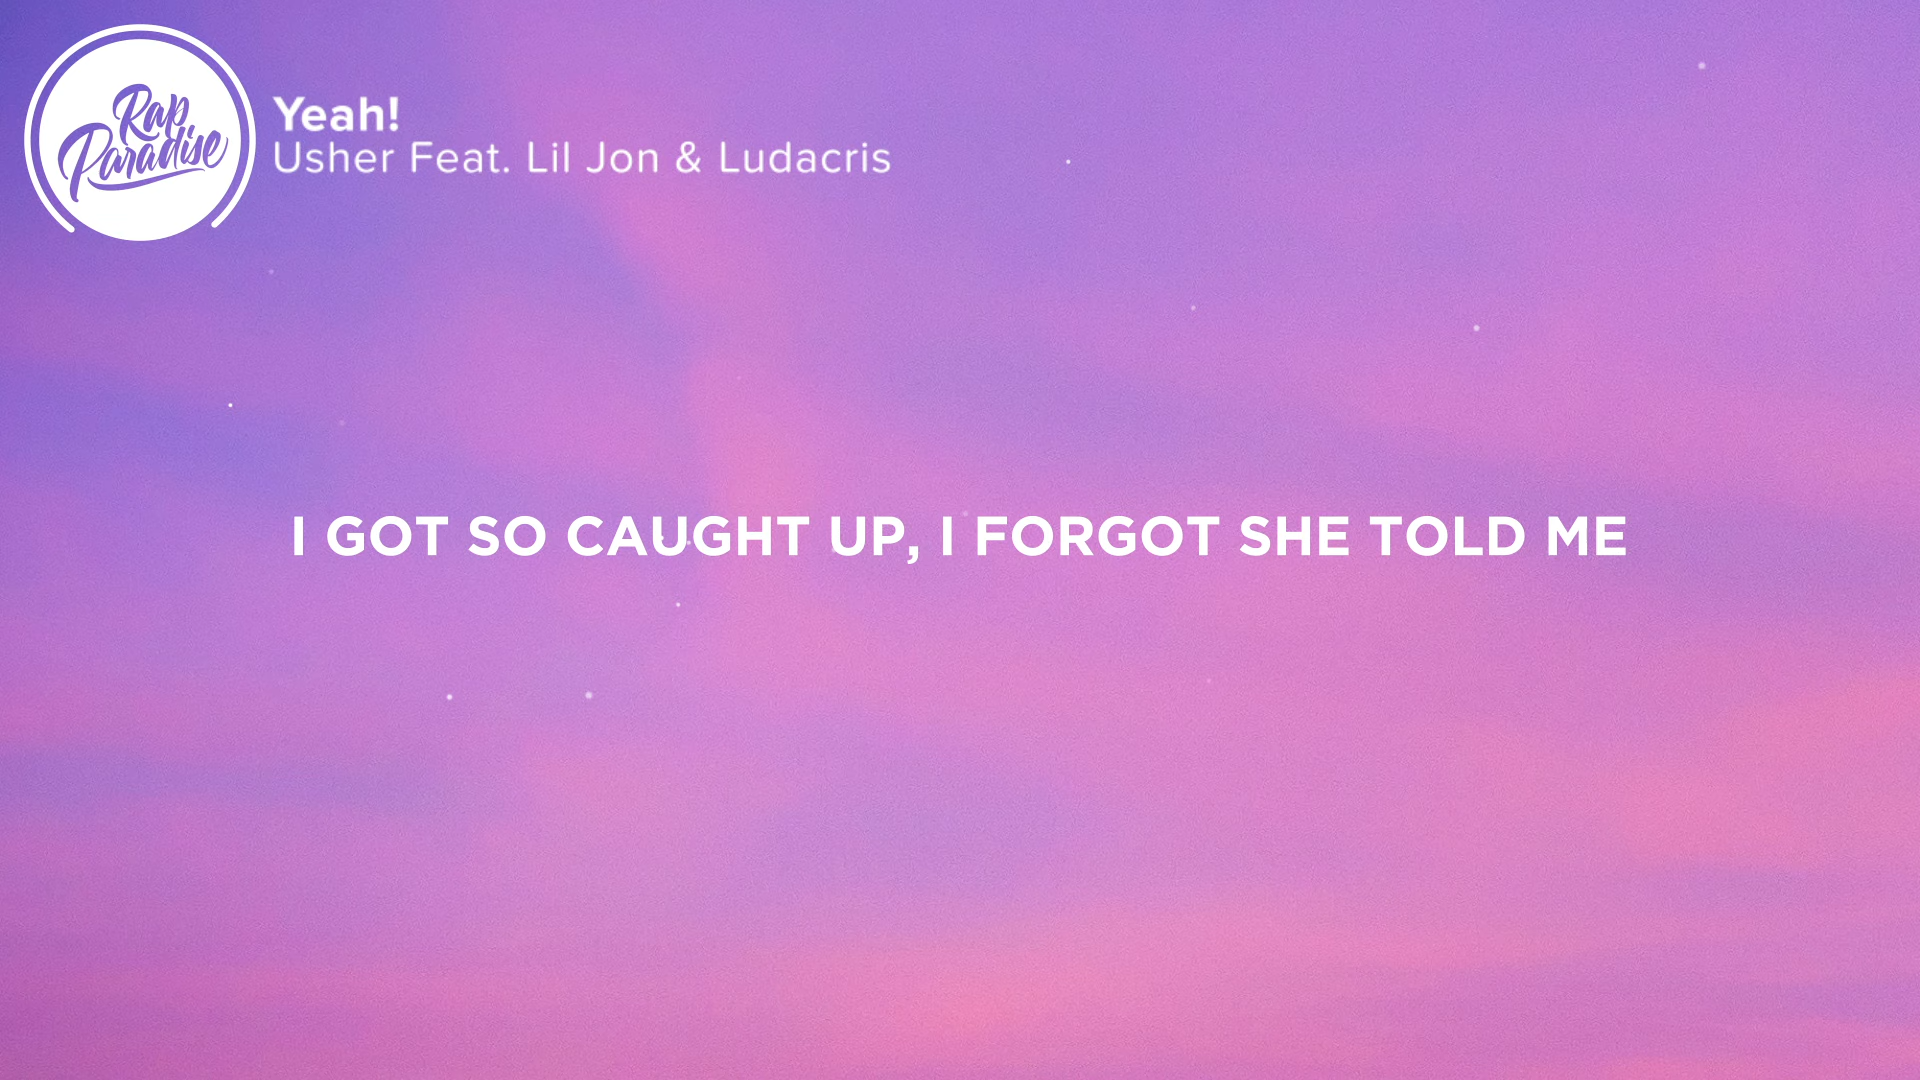 Rap
Paradise
Yeah!
Usher Feat. Lil Jon & Ludacris
I GOT SO CAUGHT UP, I FORGOT SHE TOLD ME